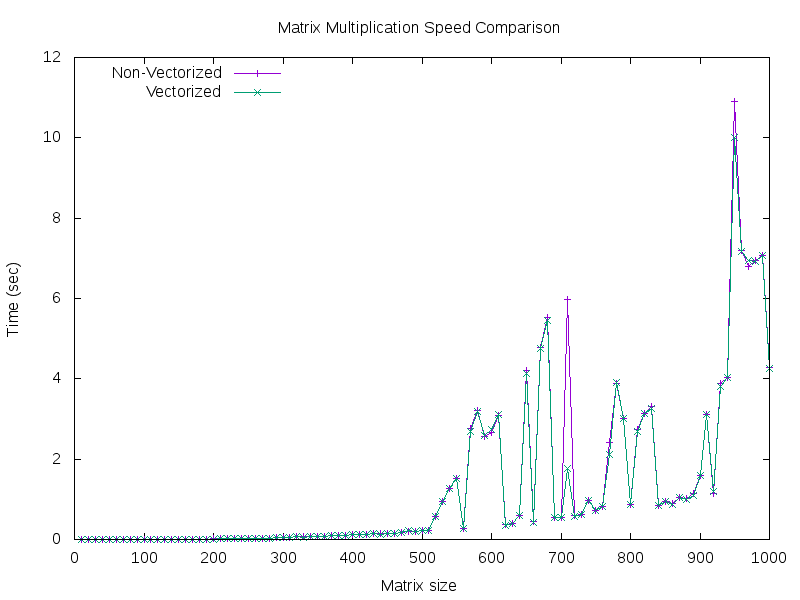 Matrix Multiplication Speed Comparison
12
10
8
6
4
2
0
Time (sec)
Non-Vectorized
Vectorized
0 100 200 300 400 500 600 700 800 900 1000
Matrix size